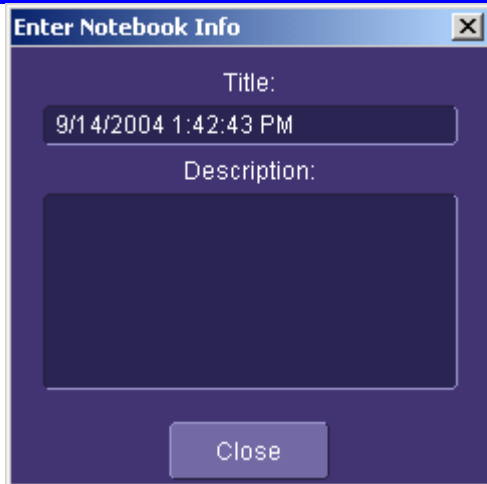 Enter Notebook Info
Title:
9/14/2004 1:42:43 PM
Description:
Close